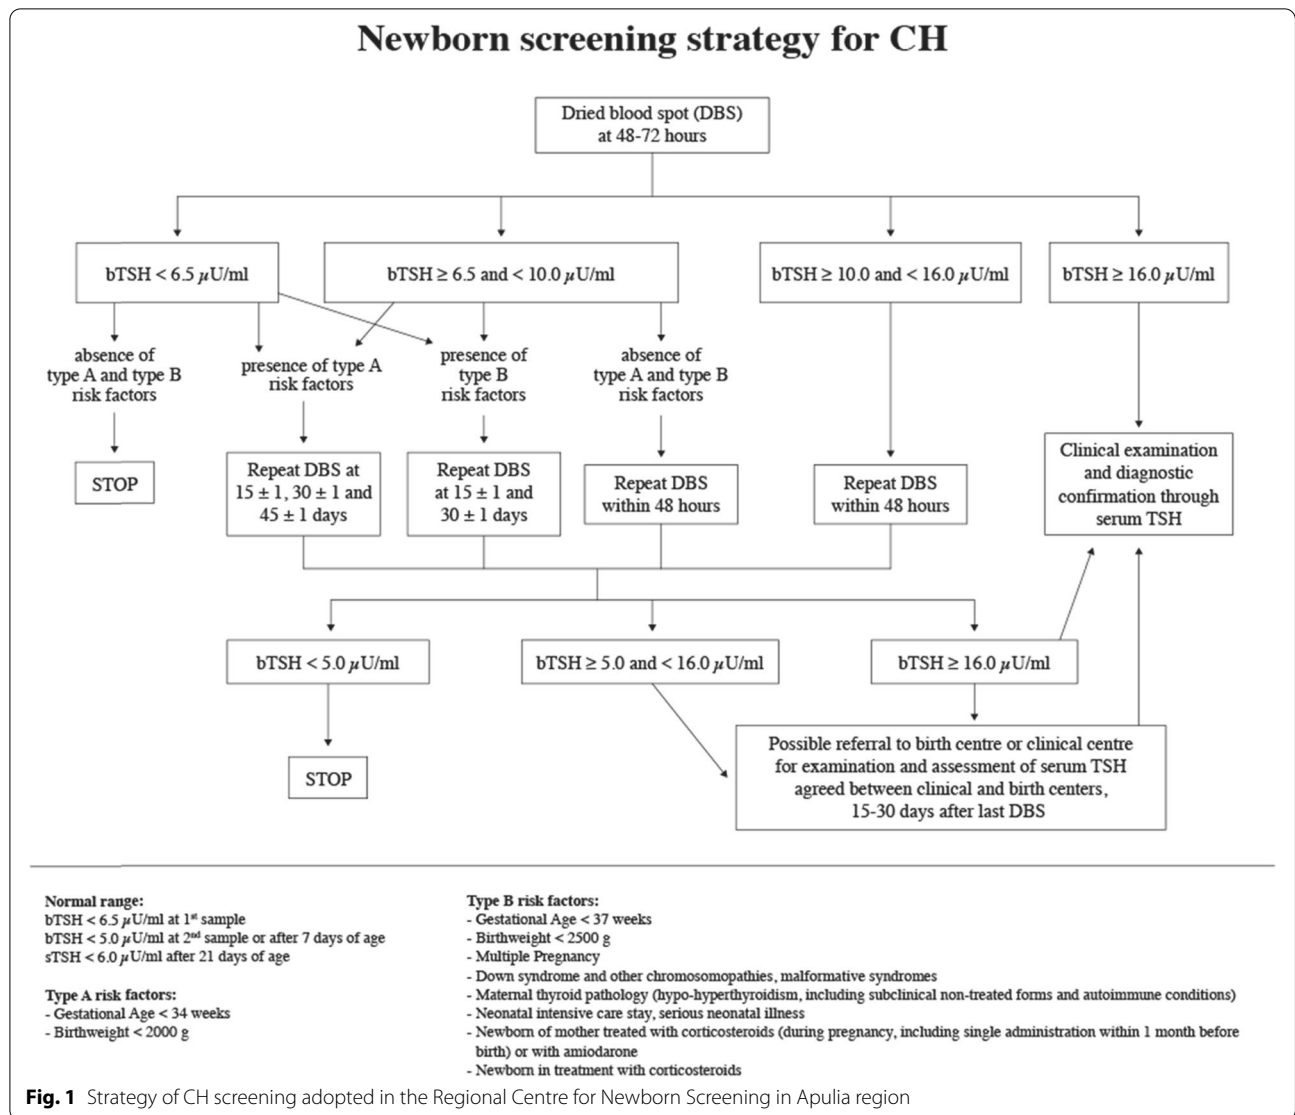 Newborn screening strategy for CH
Dried blood spot (DBS)
at 48-72 hours
bTSH < 6.5 µU/ml
bTSH ≥ 6.5 and < 10.0 µU/ml
bTSH ≥ 10.0 and < 16.0 µU/ml
bTSH ≥ 16.0 µU/ml
absence of
type A and type B
risk factors
presence of type A
risk factors
presence of
type B
risk factors
absence of
type A and type B
risk factors
STOP
Repeat DBS at
15 ± 1, 30 ± 1 and
45 ± 1 days
Repeat DBS
at 15 ± 1 and
30 ± 1 days
Repeat DBS
within 48 hours
Repeat DBS
within 48 hours
Clinical examination
and diagnostic
confirmation through
serum TSH
bTSH < 5.0 µU/ml
bTSH ≥ 5.0 and < 16.0 µU/ml
bTSH ≥ 16.0 µU/ml
STOP
Possible referral to birth centre or clinical centre
for examination and assessment of serum TSH
agreed between clinical and birth centers,
15-30 days after last DBS
Normal range:
bTSH < 6.5 µU/ml at 1st sample
bTSH < 5.0 µU/ml at 2nd sample or after 7 days of age
sTSH < 6.0 µU/ml after 21 days of age
Type A risk factors:
- Gestational Age < 34 weeks
- Birthweight < 2000 g
Type B risk factors:
- Gestational Age < 37 weeks
- Birthweight < 2500 g
- Multiple Pregnancy
- Down syndrome and other chromosomopathies, malformative syndromes
- Maternal thyroid pathology (hypo-hyperthyroidism, including subclinical non-treated forms and autoimmune conditions)
- Neonatal intensive care stay, serious neonatal illness
- Newborn of mother treated with corticosteroids (during pregnancy, including single administration within 1 month before
birth) or with amiodarone
- Newborn in treatment with corticosteroids
Fig. 1 Strategy of CH screening adopted in the Regional Centre for Newborn Screening in Apulia region